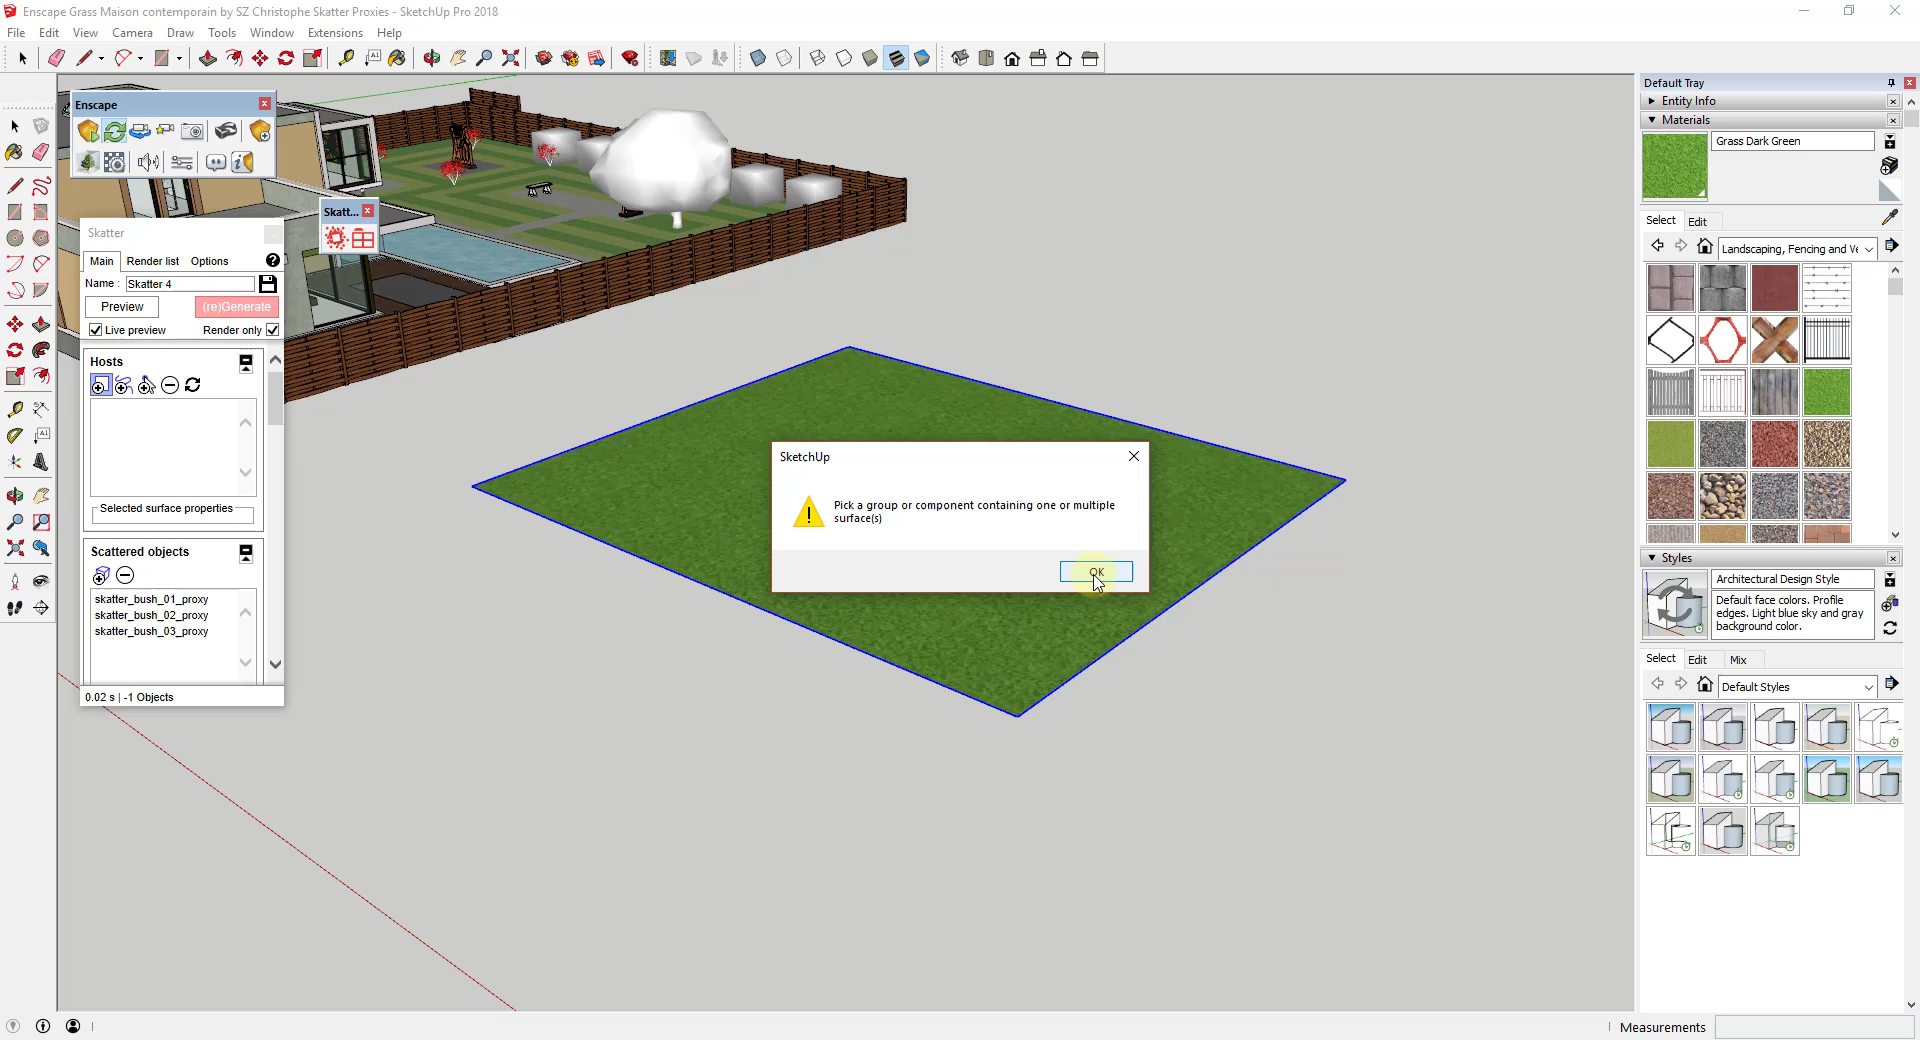 Enscape Grass Maison contemporain by SZ Christophe Skatter Proxies - SketchUp Pro 2018
File Edit View Camera Draw Tools Window Extensions Help
Enscape
Skatt...
Skatter
Main Render list Options
Name : Skatter 4
Preview (re)Generate
Live preview Render only
Hosts
Selected surface properties
Scattered objects
skatter_bush_01_proxy
skatter_bush_02_proxy
skatter_bush_03_proxy
0.02 s | -1 Objects
SketchUp
Pick a group or component containing one or multiple
surface(s)
OK
Default Tray
Entity Info
Materials
Grass Dark Green
Select Edit
Landscaping, Fencing and Ve
Styles
Architectural Design Style
Default face colors. Profile
edges. Light blue sky and gray
background color.
Select Edit Mix
Default Styles
Measurements